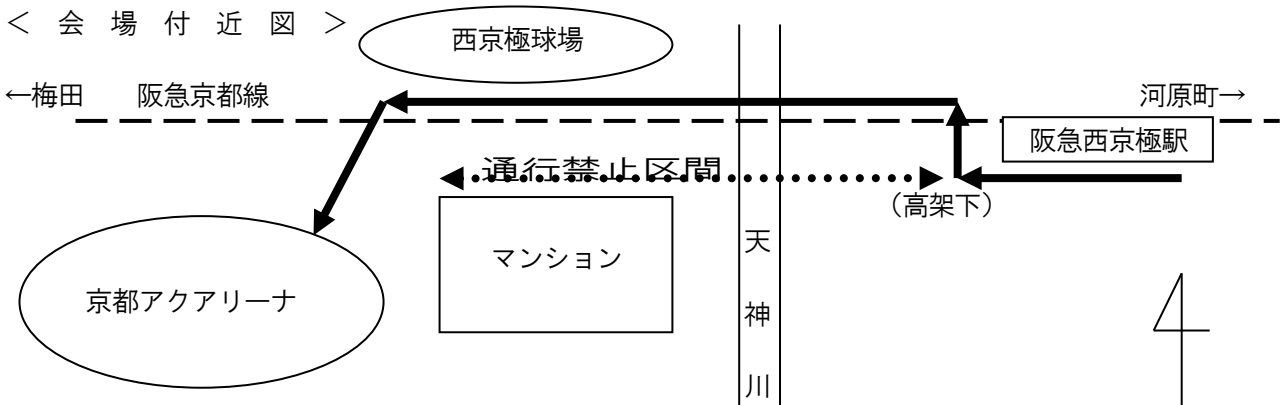 ＜ 会 場 付 近 図 ＞
西京極球場
←梅田 阪急京都線
河原町→
阪急西京極駅
通行禁止区間
（高架下）
マンション
天神川
京都アクアリーナ